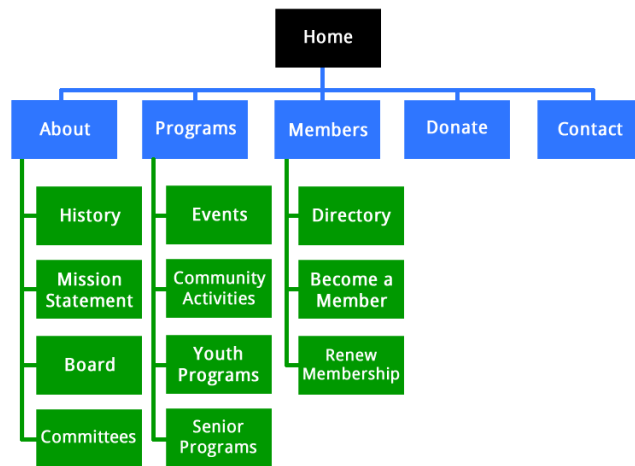 Home
About
Programs
Members
Donate
Contact
History
Events
Directory
Mission
Statement
Community
Activities
Become a
Member
Board
Youth
Programs
Renew
Membership
Committees
Senior
Programs